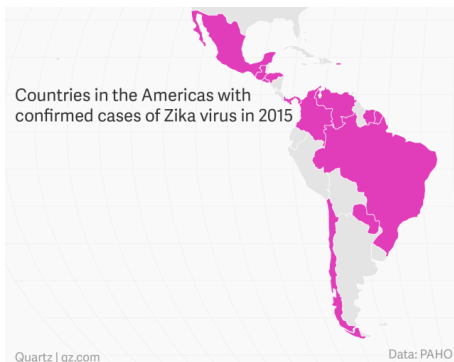 Countries in the Americas with
confirmed cases of Zika virus in 2015
Quartz | qz.com
Data: PAHO